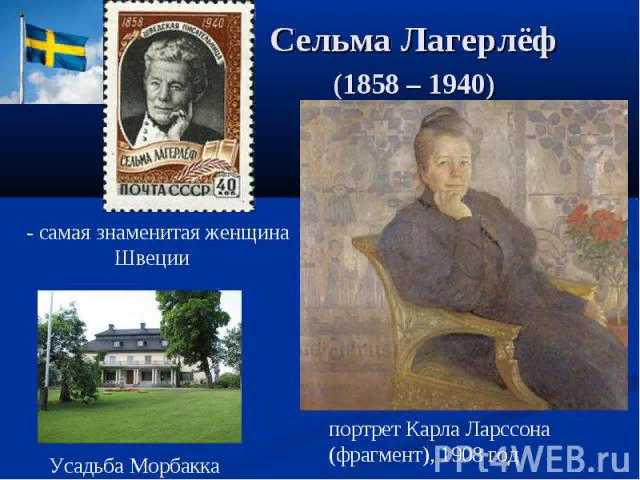 Сельма Лагерлёф
(1858 – 1940)
1858 1940
ШВЕДСКАЯ ПИСАТЕЛЬНИЦА
СЕЛЬМА ЛАГЕРЛЁФ
ПОЧТА СССР 40
коп.
- самая знаменитая женщина
Швеции
Усадьба Морбакка
портрет Карла Ларссона
(фрагмент), 1908 год
PPt4WEB.ru